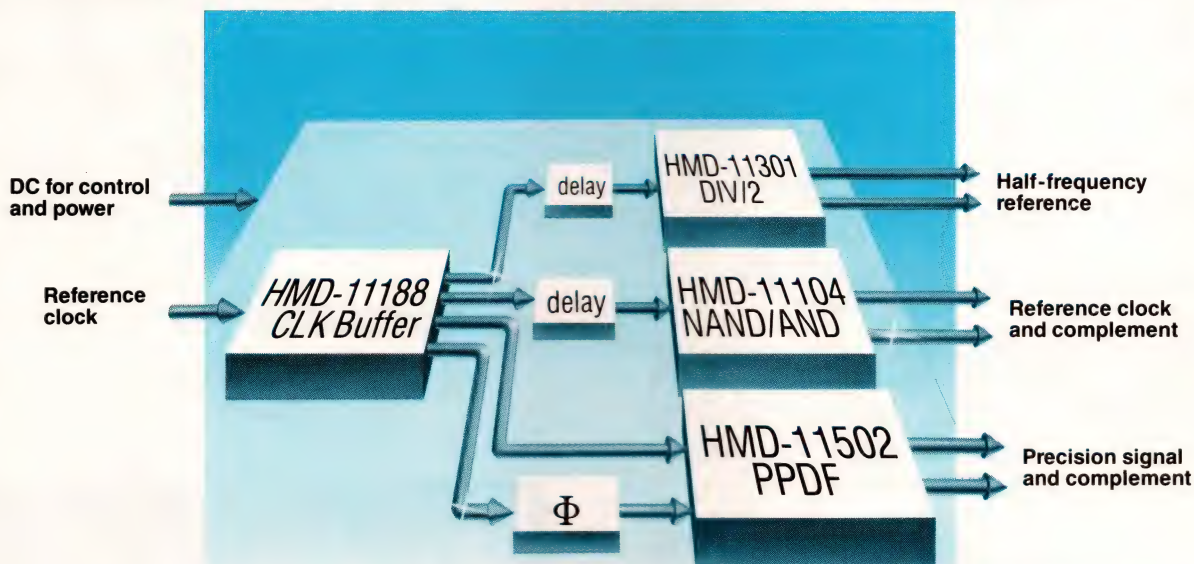 DC for control
and power
Reference
clock
HMD-11188
CLK Buffer
delay
delay
Φ
HMD-11301
DIV/2
HMD-11104
NAND/AND
HMD-11502
PPDF
Half-frequency
reference
Reference clock
and complement
Precision signal
and complement